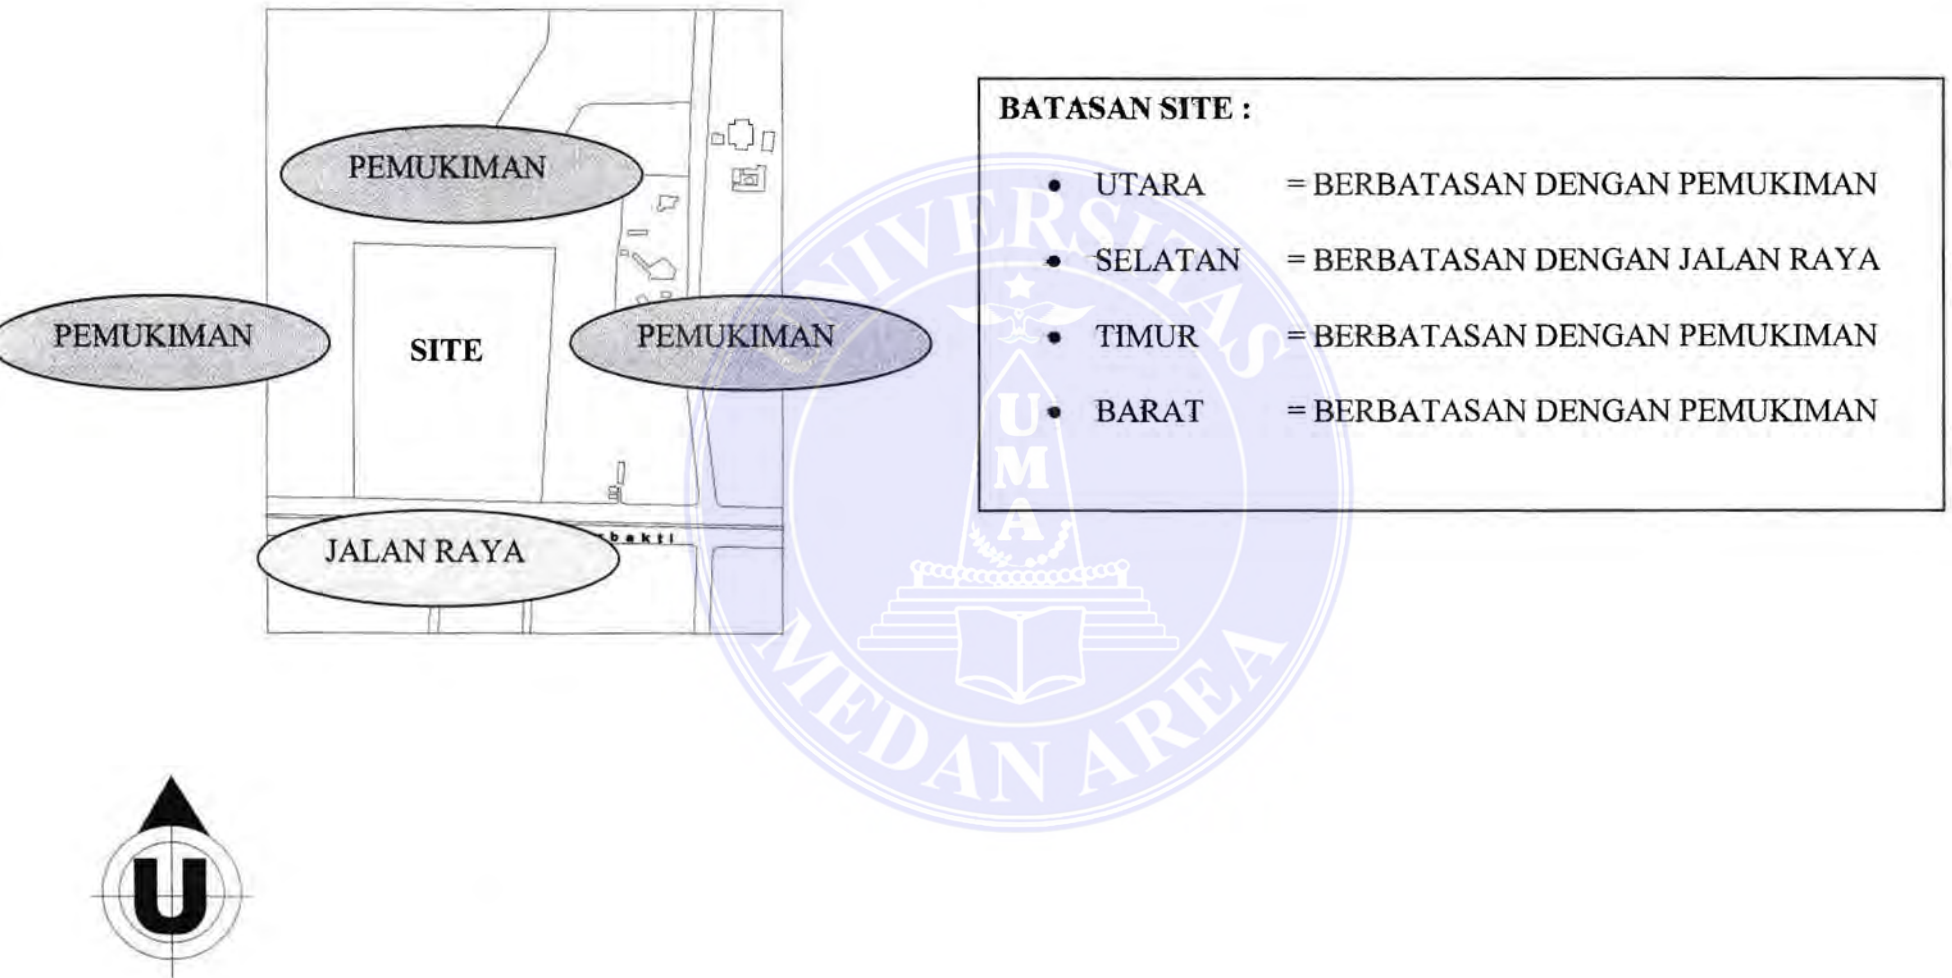 PEMUKIMAN
PEMUKIMAN
SITE
PEMUKIMAN
bakti
JALAN RAYA
U
BATASAN SITE :
• UTARA = BERBATASAN DENGAN PEMUKIMAN
• SELATAN = BERBATASAN DENGAN JALAN RAYA
• TIMUR = BERBATASAN DENGAN PEMUKIMAN
• BARAT = BERBATASAN DENGAN PEMUKIMAN
UNIVERSITAS
UMA
MEDAN AREA